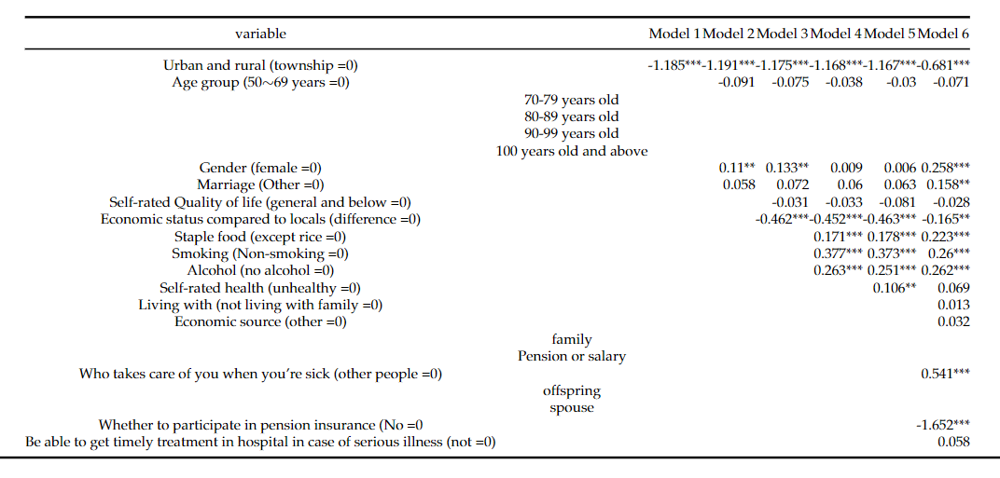 variable Model 1 Model 2 Model 3 Model 4 Model 5 Model 6
Urban and rural (township =0) -1.185*** -1.191*** -1.175*** -1.168*** -1.167*** -0.681***
Age group (50∼69 years =0) -0.091 -0.075 -0.038 -0.03 -0.071
70-79 years old
80-89 years old
90-99 years old
100 years old and above
Gender (female =0) 0.11** 0.133** 0.009 0.006 0.258***
Marriage (Other =0) 0.058 0.072 0.06 0.063 0.158**
Self-rated Quality of life (general and below =0) -0.031 -0.033 -0.081 -0.028
Economic status compared to locals (difference =0) -0.462*** -0.452*** -0.463*** -0.165**
Staple food (except rice =0) 0.171*** 0.178*** 0.223***
Smoking (Non-smoking =0) 0.377*** 0.373*** 0.26***
Alcohol (no alcohol =0) 0.263*** 0.251*** 0.262***
Self-rated health (unhealthy =0) 0.106** 0.069
Living with (not living with family =0) 0.013
Economic source (other =0) 0.032
family
Pension or salary
Who takes care of you when you're sick (other people =0) 0.541***
offspring
spouse
Whether to participate in pension insurance (No =0 -1.652***
Be able to get timely treatment in hospital in case of serious illness (not =0) 0.058